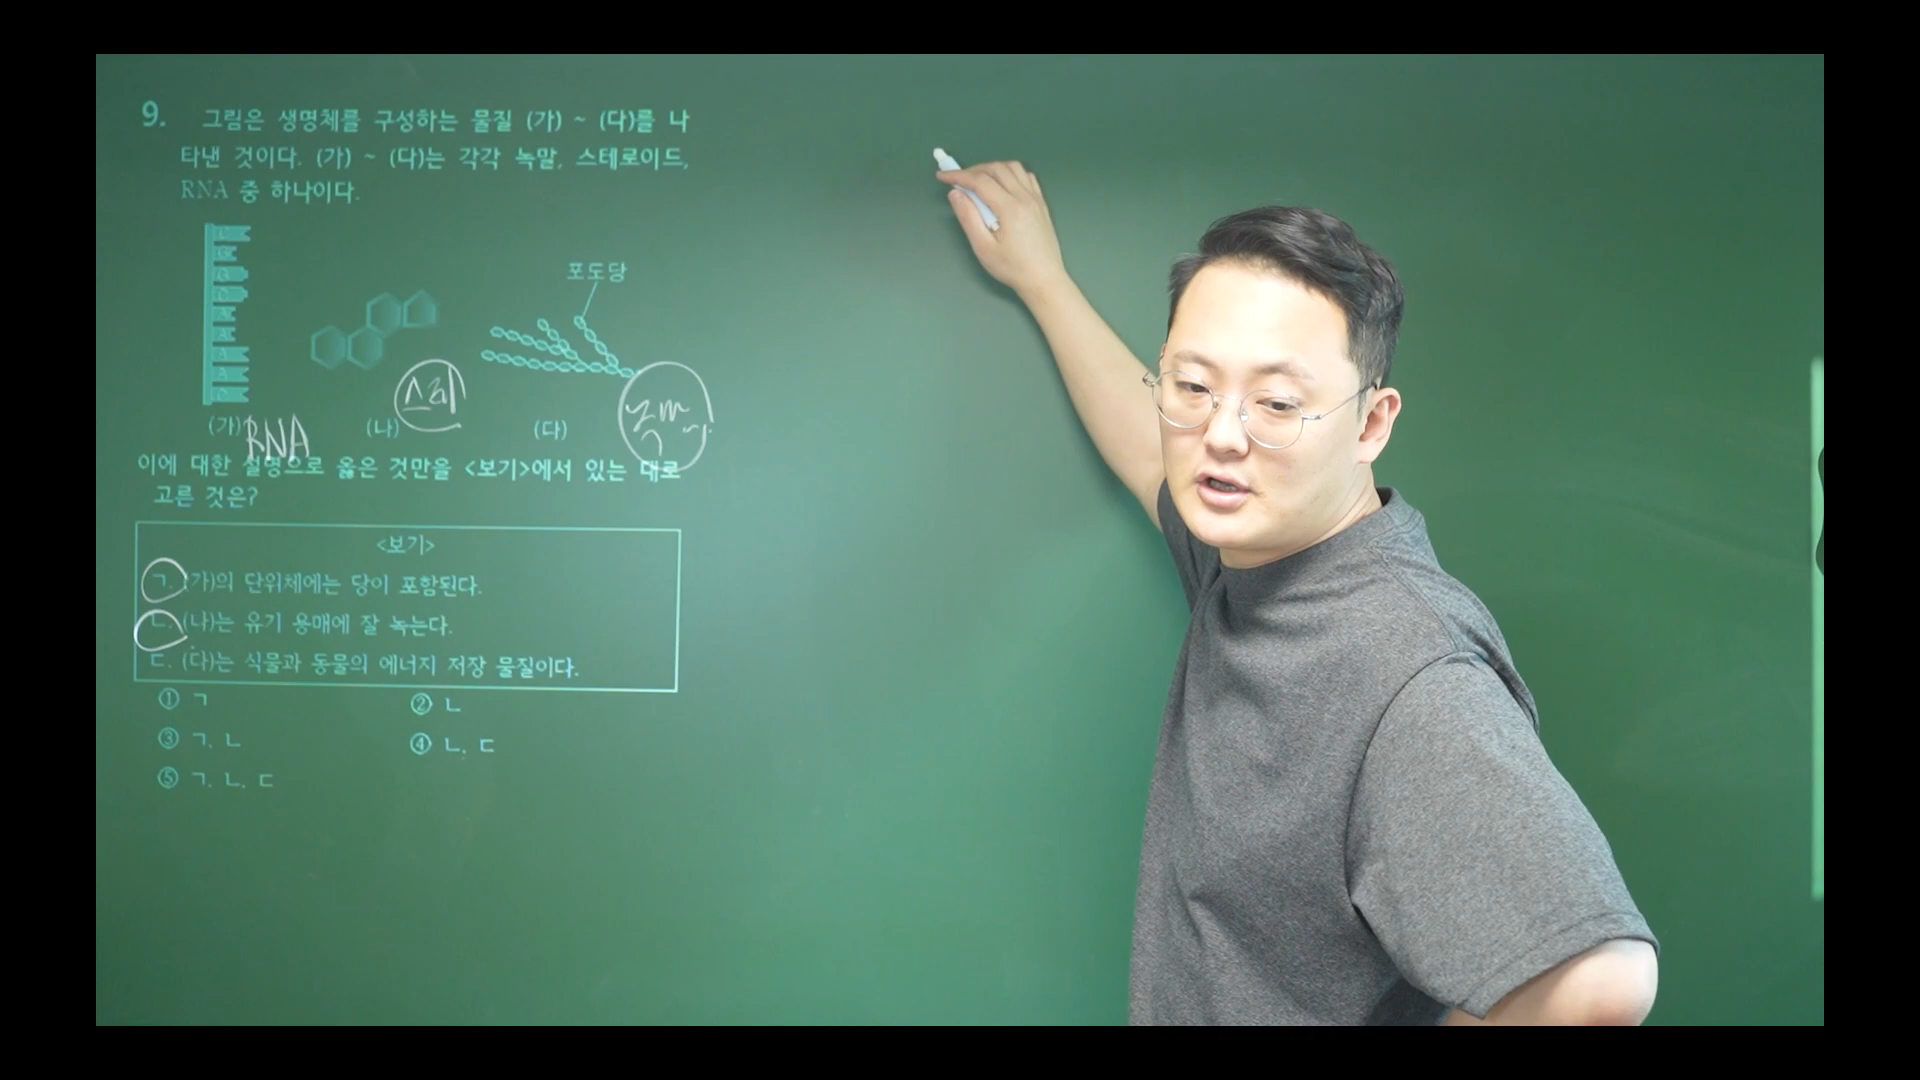 9. 그림은 생명체를 구성하는 물질 (가) ~ (다)를 나
타낸 것이다. (가) ~ (다)는 각각 녹말, 스테로이드,
RNA 중 하나이다.
포도당
(가) RNA (나) 스테 (다) 녹말
이에 대한 설명으로 옳은 것만을 <보기>에서 있는 대로
고른 것은?
<보기>
ㄱ. (가)의 단위체에는 당이 포함된다.
ㄴ. (나)는 유기 용매에 잘 녹는다.
ㄷ. (다)는 식물과 동물의 에너지 저장 물질이다.
① ㄱ ② ㄴ
③ ㄱ, ㄴ ④ ㄴ, ㄷ
⑤ ㄱ, ㄴ, ㄷ